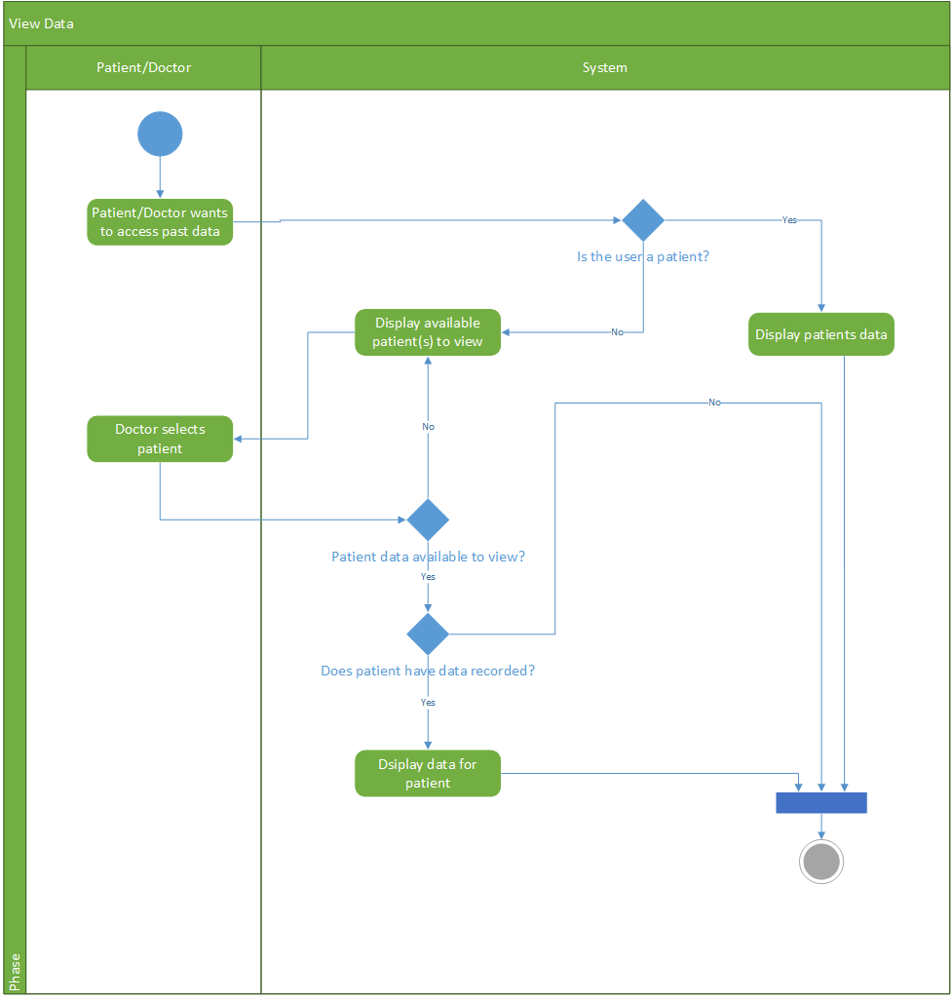 View Data
Patient/Doctor
System
Patient/Doctor wants
to access past data
Yes
Is the user a patient?
Display available
patient(s) to view
No
Display patients data
No
Doctor selects
patient
No
Patient data available to view?
Yes
Does patient have data recorded?
Yes
Dsiplay data for
patient
Phase